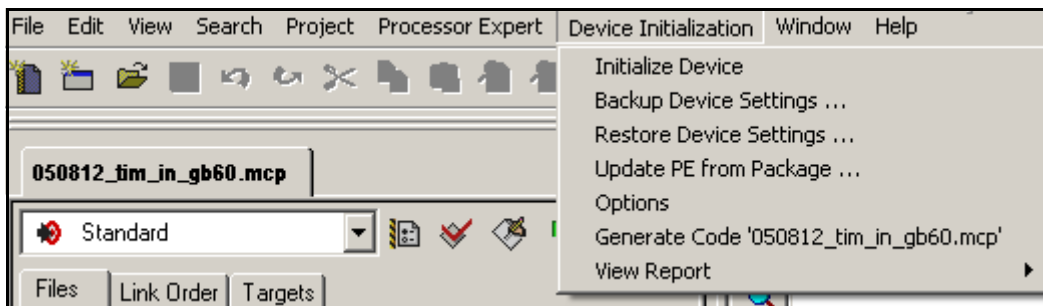 File Edit View Search Project Processor Expert Device Initialization Window Help
Initialize Device
Backup Device Settings ...
Restore Device Settings ...
Update PE from Package ...
Options
Generate Code '050812_tim_in_gb60.mcp'
View Report
050812_tim_in_gb60.mcp
Standard
Files Link Order Targets